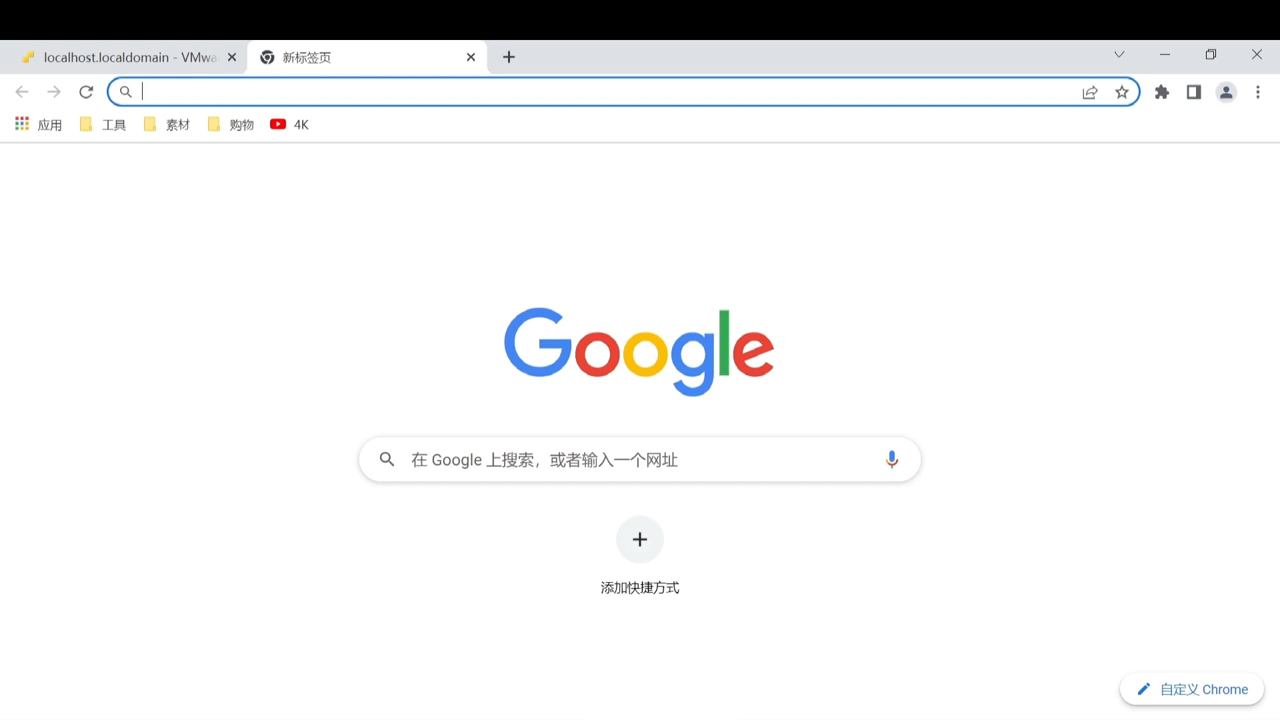 localhost.localdomain - VMwa
新标签页
应用
工具
素材
购物
4K
Google
在 Google 上搜索，或者输入一个网址
添加快捷方式
自定义 Chrome